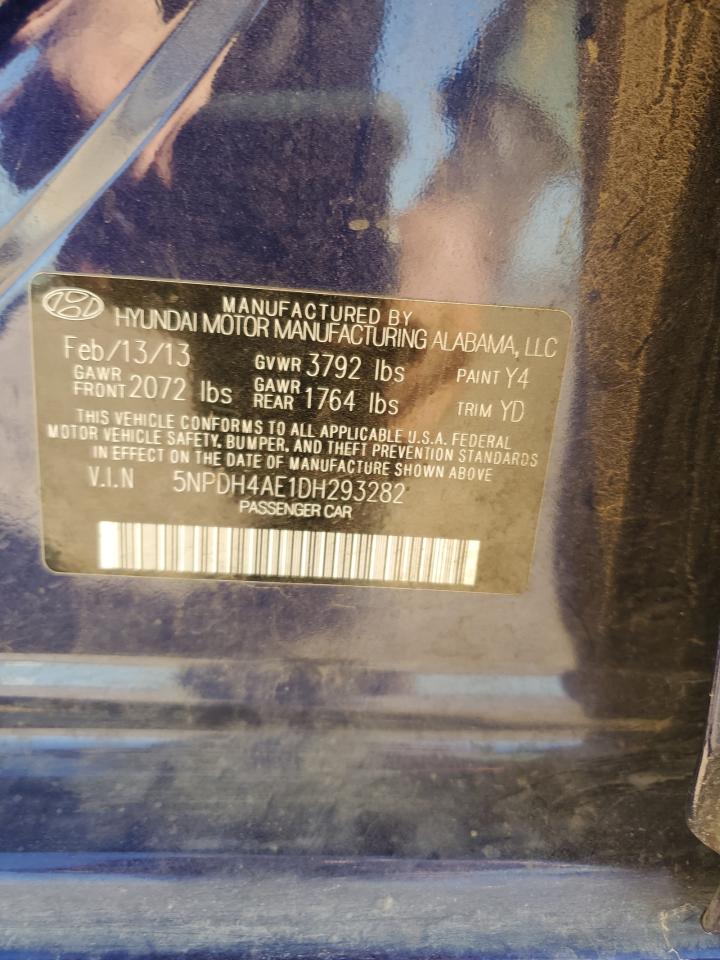 MANUFACTURED BY
HYUNDAI MOTOR MANUFACTURING ALABAMA, LLC
Feb/13/13 GVWR 3792 lbs PAINT Y4
GAWR FRONT 2072 lbs GAWR REAR 1764 lbs TRIM YD
THIS VEHICLE CONFORMS TO ALL APPLICABLE U.S.A. FEDERAL
MOTOR VEHICLE SAFETY, BUMPER, AND THEFT PREVENTION STANDARDS
IN EFFECT ON THE DATE OF MANUFACTURE SHOWN ABOVE
V.I.N 5NPDH4AE1DH293282
PASSENGER CAR